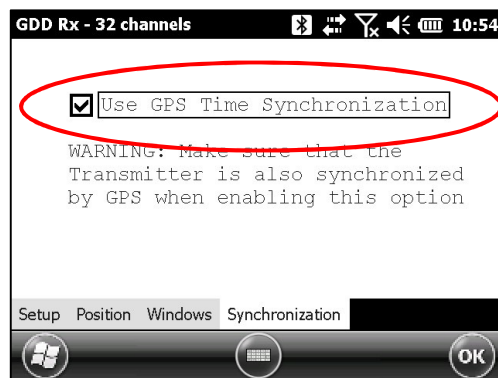 GDD Rx - 32 channels 10:54
Use GPS Time Synchronization
WARNING: Make sure that the
Transmitter is also synchronized
by GPS when enabling this option
Setup Position Windows Synchronization
OK